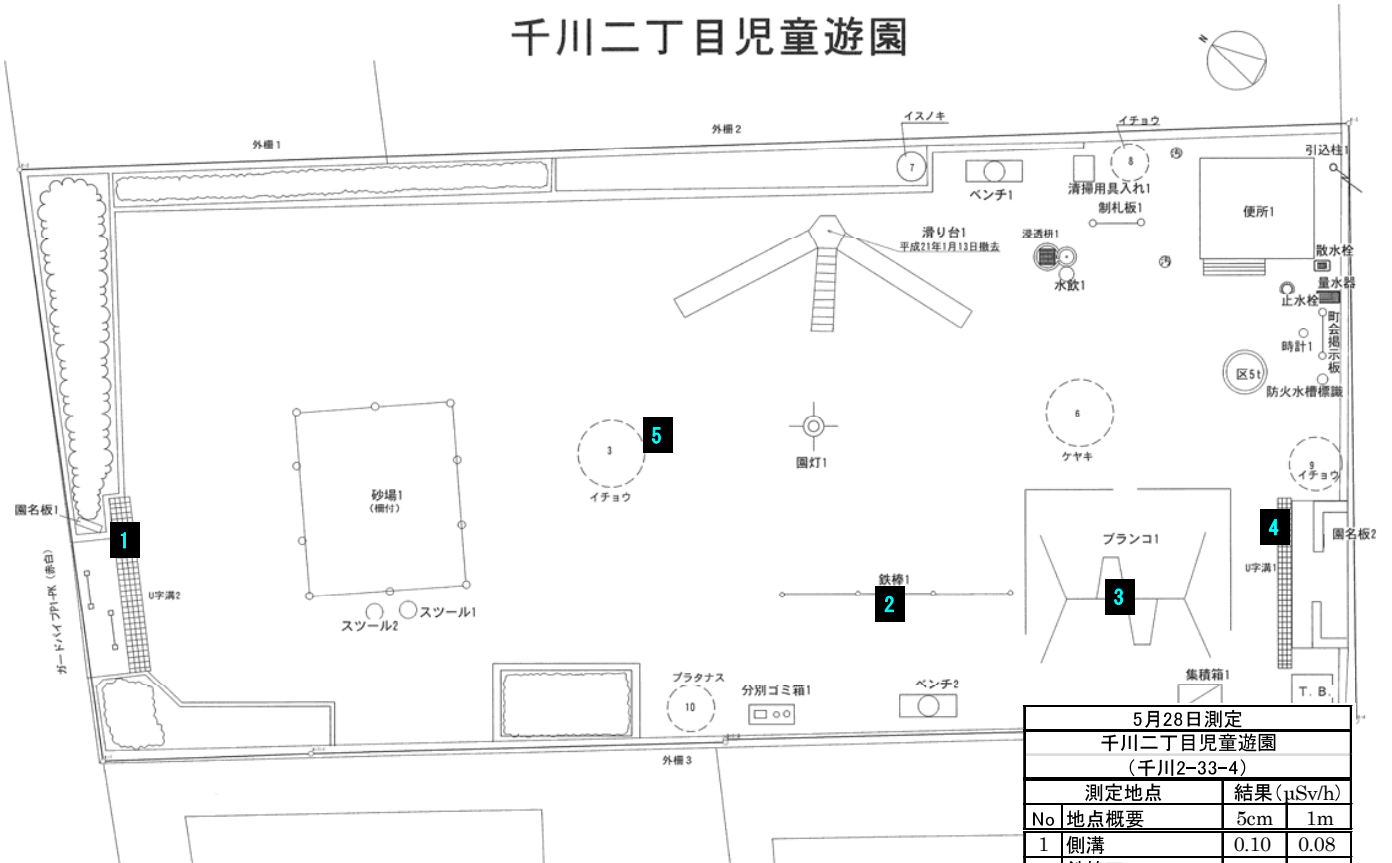 千川二丁目児童遊園
N
外柵1
外柵2
イスノキ
7
ベンチ1
イチョウ
8
清掃用具入れ1
制札板1
汚
引込柱1
便所1
滑り台1
平成21年1月13日撤去
浸透桝1
水飲1
汚
散水栓
量水器
止水栓
町会掲示板
時計1
区5t
防火水槽標識
砂場1
(柵付)
3
イチョウ
5
園灯1
6
ケヤキ
9
イチョウ
園名板1
1
U字溝2
ガードパイプP1-PK (赤白)
スツール2
スツール1
鉄棒1
2
ブランコ1
3
4
U字溝1
園名板2
プラタナス
10
分別ゴミ箱1
ベンチ2
集積箱1
T. B.
外柵3
5月28日測定
千川二丁目児童遊園
(千川2-33-4)
測定地点 結果(μSv/h)
No 地点概要 5cm 1m
1 側溝 0.10 0.08